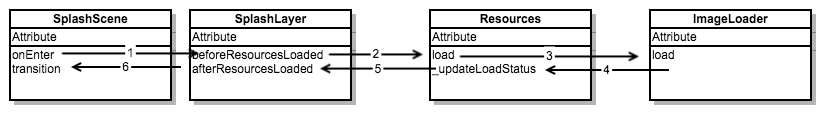 SplashScene
Attribute
onEnter
transition
SplashLayer
Attribute
beforeResourcesLoaded
afterResourcesLoaded
Resources
Attribute
load
_updateLoadStatus
ImageLoader
Attribute
load
1
2
3
4
5
6